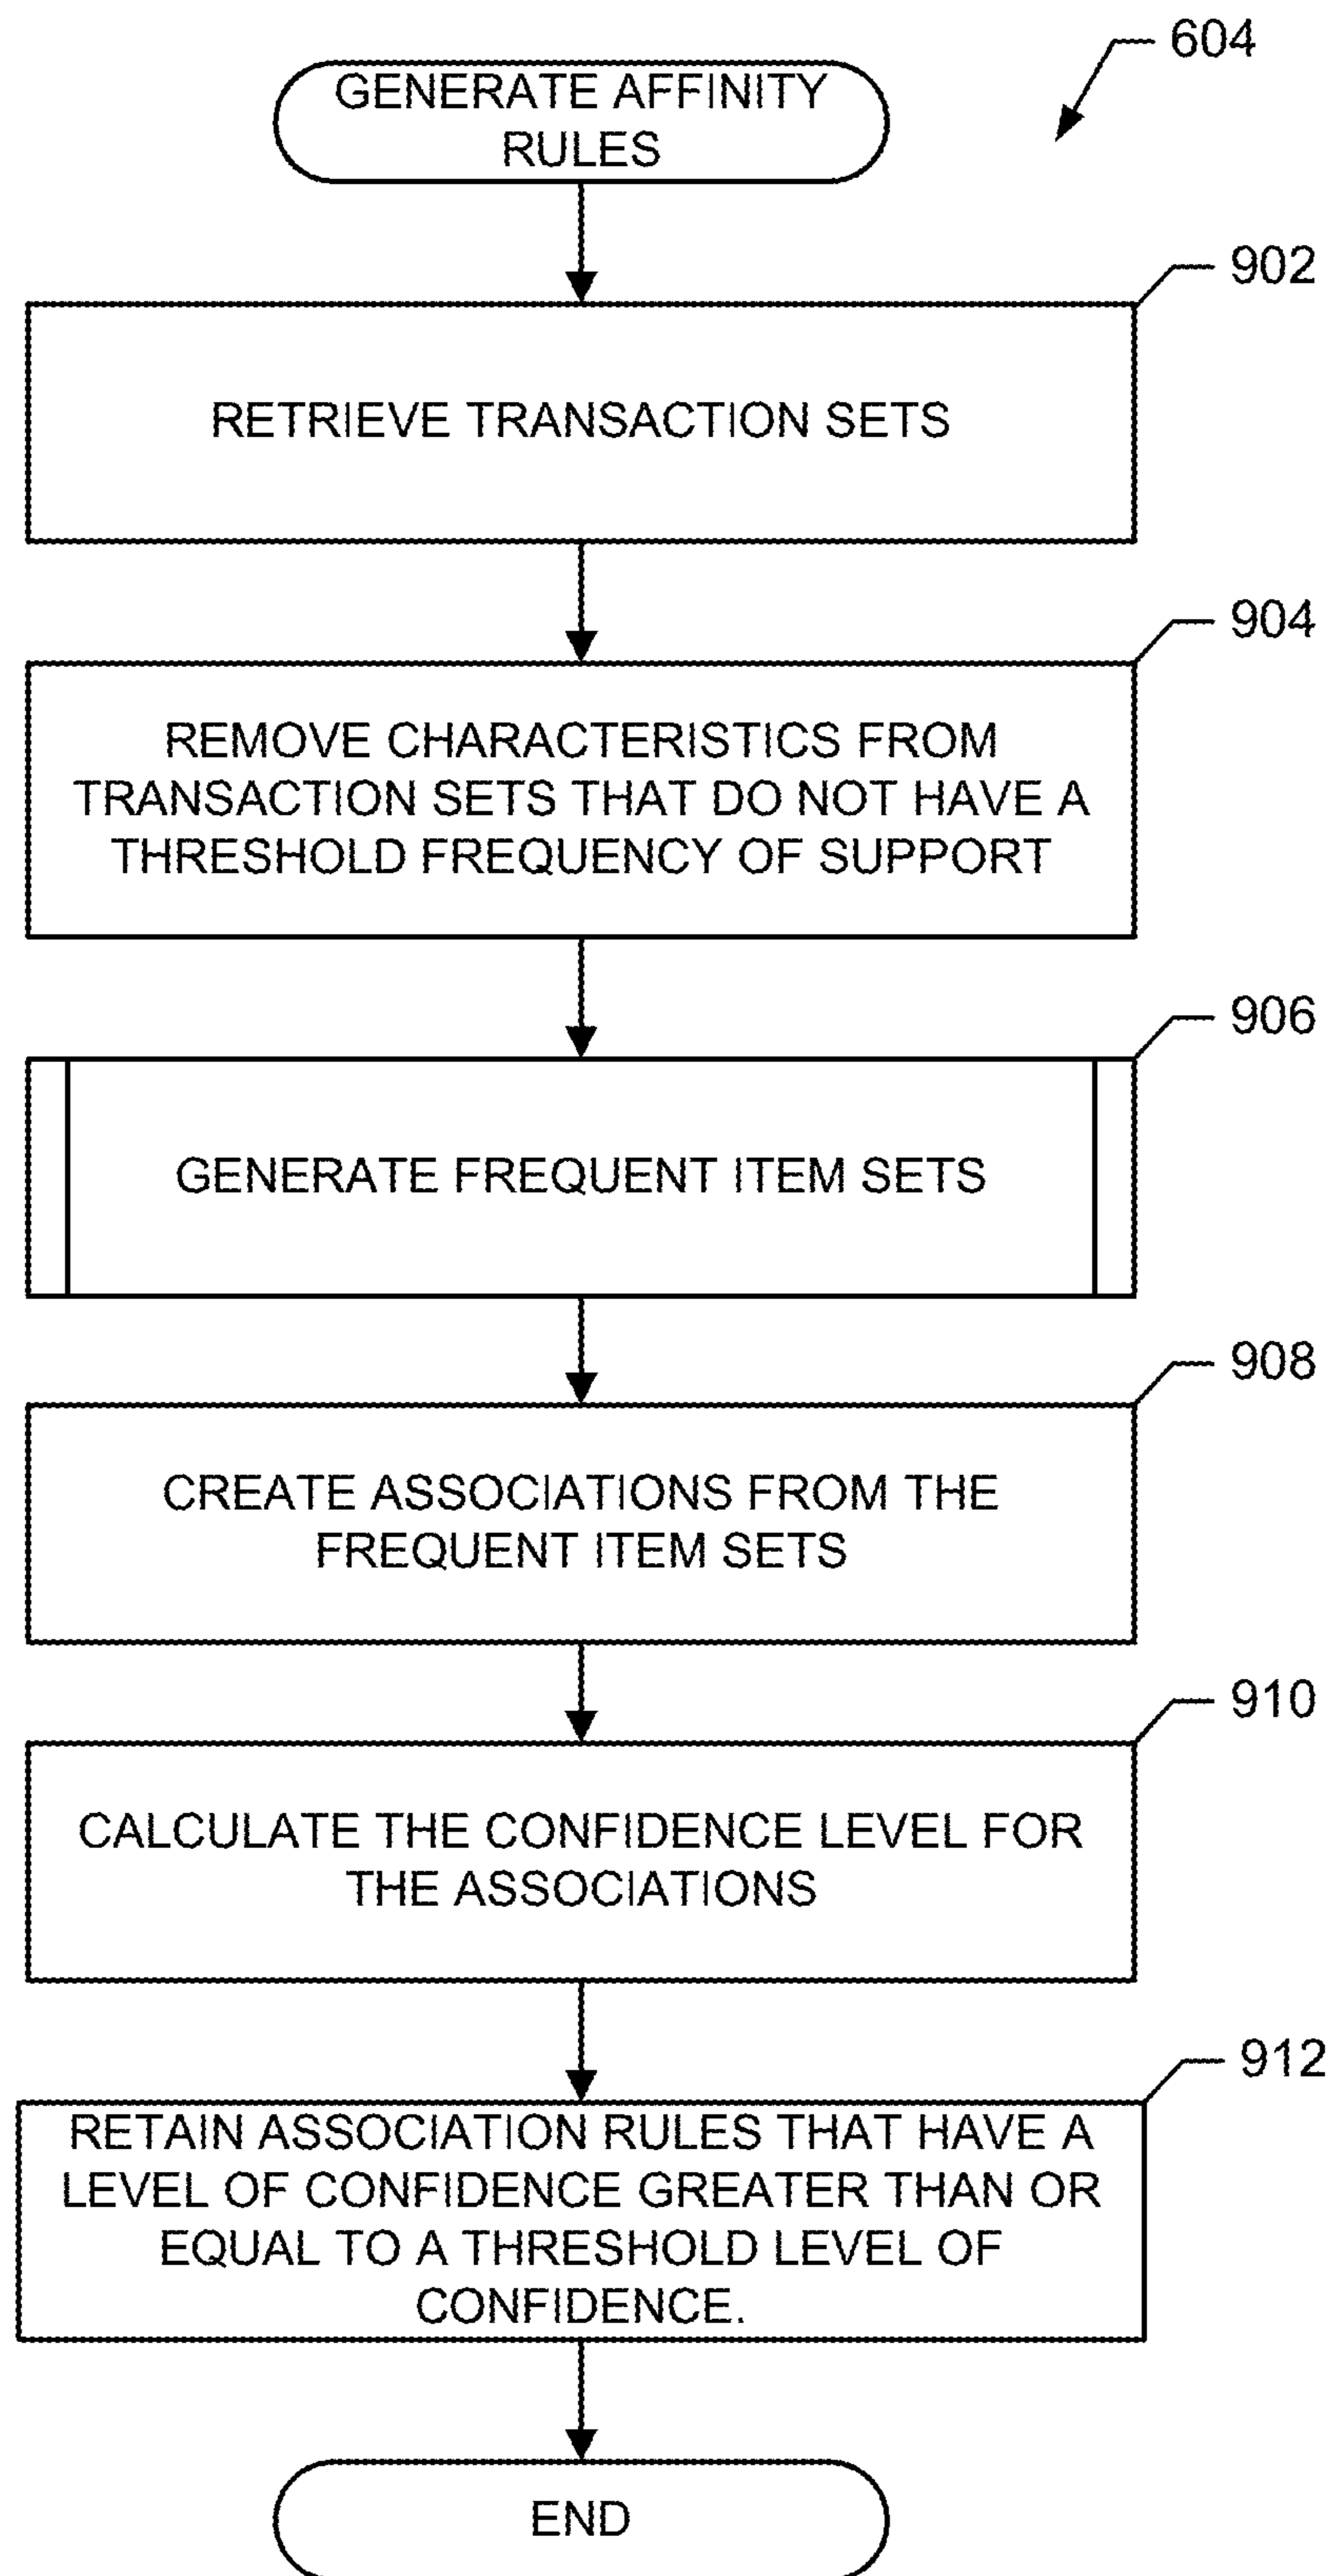 604
GENERATE AFFINITY
RULES
902
RETRIEVE TRANSACTION SETS
904
REMOVE CHARACTERISTICS FROM
TRANSACTION SETS THAT DO NOT HAVE A
THRESHOLD FREQUENCY OF SUPPORT
906
GENERATE FREQUENT ITEM SETS
908
CREATE ASSOCIATIONS FROM THE
FREQUENT ITEM SETS
910
CALCULATE THE CONFIDENCE LEVEL FOR
THE ASSOCIATIONS
912
RETAIN ASSOCIATION RULES THAT HAVE A
LEVEL OF CONFIDENCE GREATER THAN OR
EQUAL TO A THRESHOLD LEVEL OF
CONFIDENCE.
END